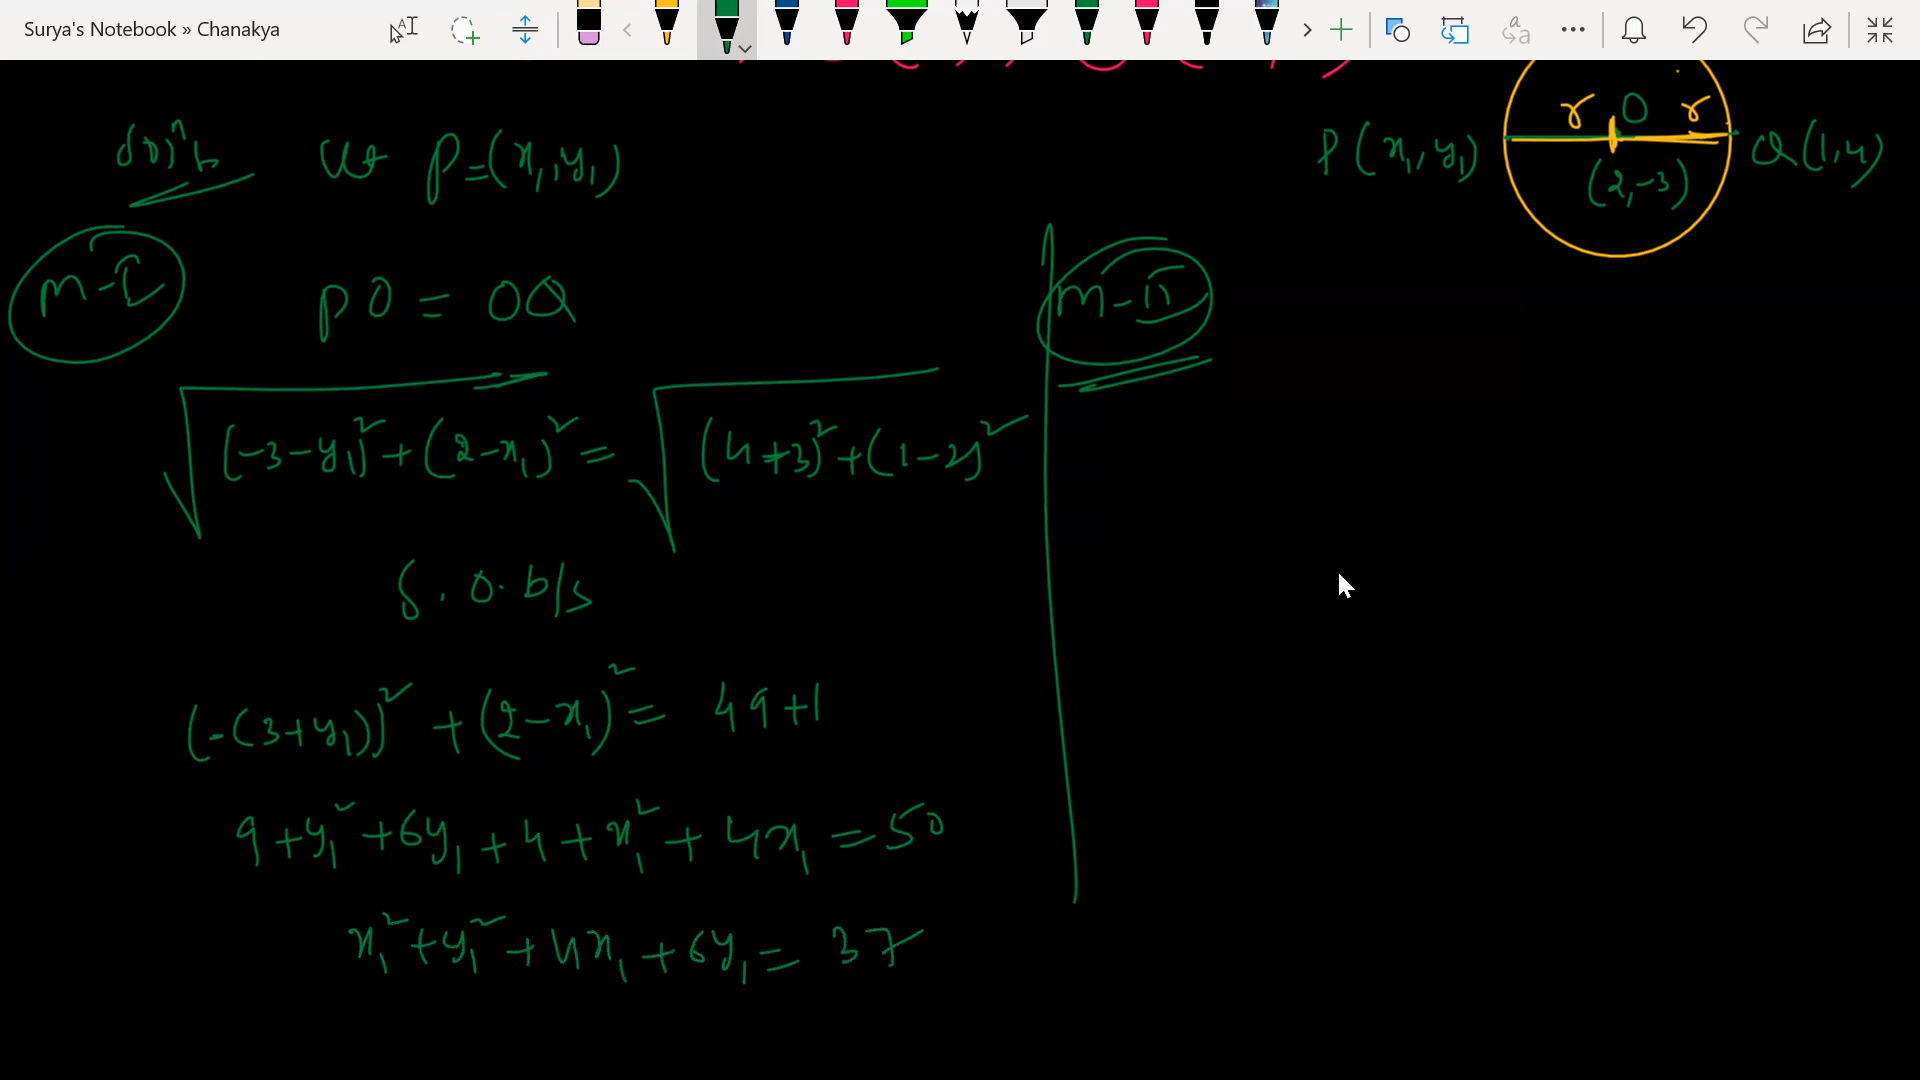 Surya's Notebook » Chanakya
Solⁿ:
let P=(x₁,y₁)
P(x₁,y₁)
r O r
(2,-3)
Q(1,4)
M-I
PO = OQ
√((-3-y₁)²+(2-x₁)²) = √((4+3)²+(1-2)²)
S.O.b/s
(-(3+y₁))² + (2-x₁)² = 49+1
9+y₁²+6y₁+4+x₁²+4x₁ = 50
x₁²+y₁²+4x₁+6y₁ = 37
M-II